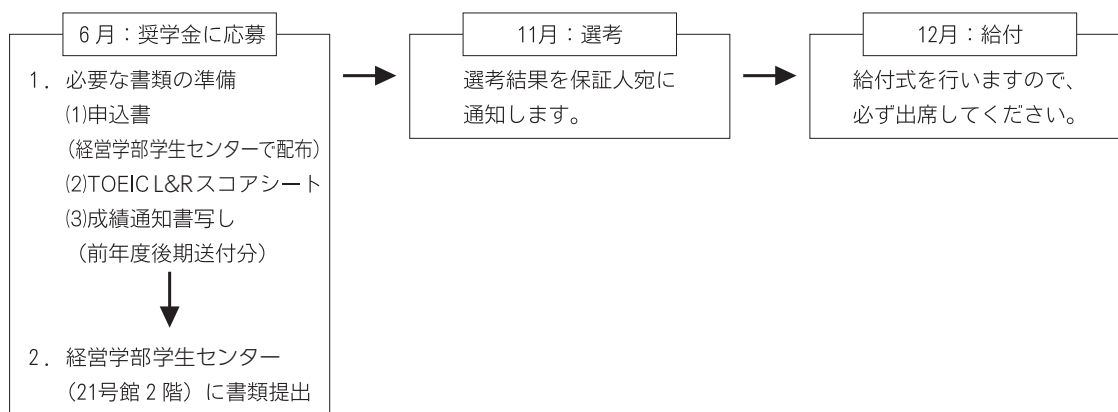 6月：奨学金に応募
1．必要な書類の準備
⑴申込書
(経営学部学生センターで配布)
⑵TOEIC L&Rスコアシート
⑶成績通知書写し
（前年度後期送付分）
2．経営学部学生センター
（21号館2階）に書類提出
11月：選考
選考結果を保証人宛に
通知します。
12月：給付
給付式を行いますので、
必ず出席してください。